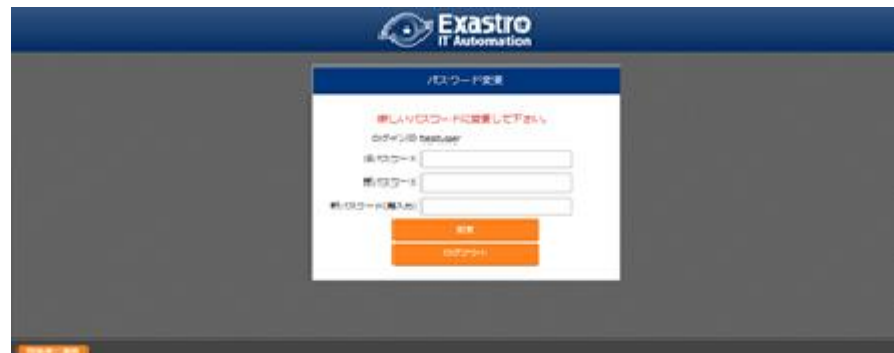 Exastro
IT Automation
パスワード変更
新しいパスワードに変更して下さい。
ログインID testuser
旧パスワード
新パスワード
新パスワード(再入力)
変更
ログアウト